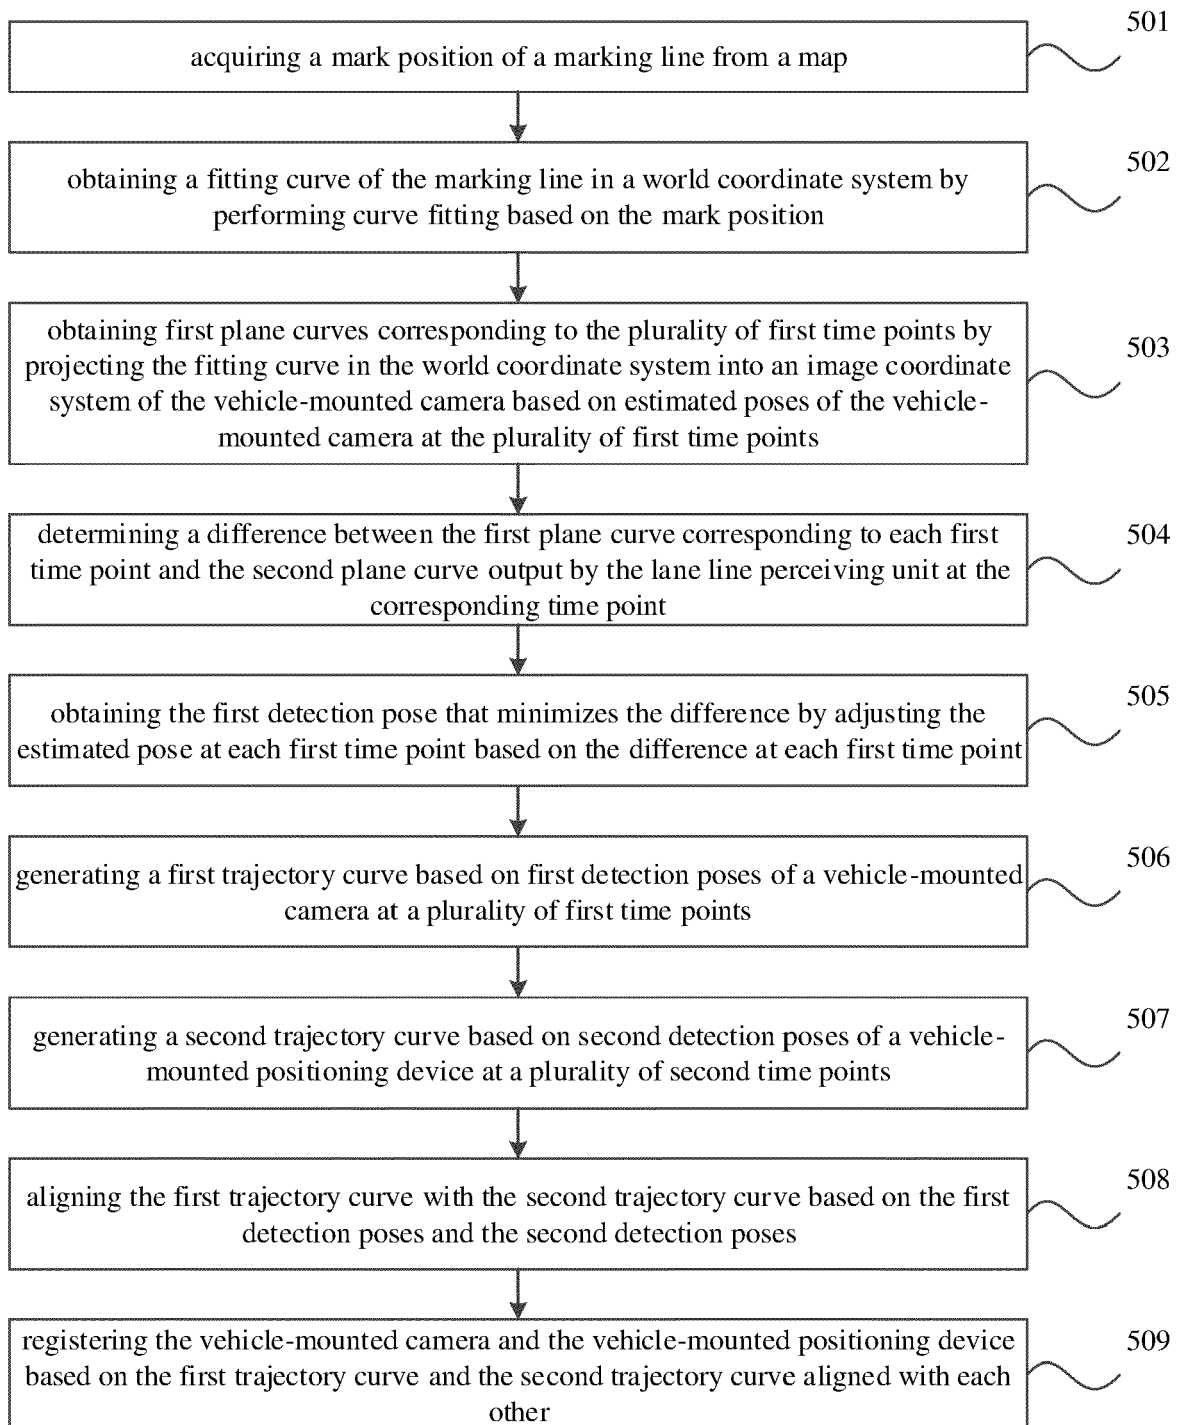 501
acquiring a mark position of a marking line from a map
502
obtaining a fitting curve of the marking line in a world coordinate system by
performing curve fitting based on the mark position
503
obtaining first plane curves corresponding to the plurality of first time points by
projecting the fitting curve in the world coordinate system into an image coordinate
system of the vehicle-mounted camera based on estimated poses of the vehicle-
mounted camera at the plurality of first time points
504
determining a difference between the first plane curve corresponding to each first
time point and the second plane curve output by the lane line perceiving unit at the
corresponding time point
505
obtaining the first detection pose that minimizes the difference by adjusting the
estimated pose at each first time point based on the difference at each first time point
506
generating a first trajectory curve based on first detection poses of a vehicle-mounted
camera at a plurality of first time points
507
generating a second trajectory curve based on second detection poses of a vehicle-
mounted positioning device at a plurality of second time points
508
aligning the first trajectory curve with the second trajectory curve based on the first
detection poses and the second detection poses
509
registering the vehicle-mounted camera and the vehicle-mounted positioning device
based on the first trajectory curve and the second trajectory curve aligned with each
other